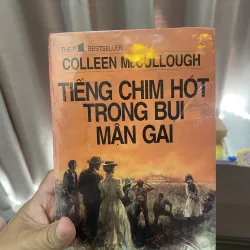 THE #1 BESTSELLER
COLLEEN McCULLOUGH
TIẾNG CHIM HÓT
TRONG BỤI
MẬN GAI